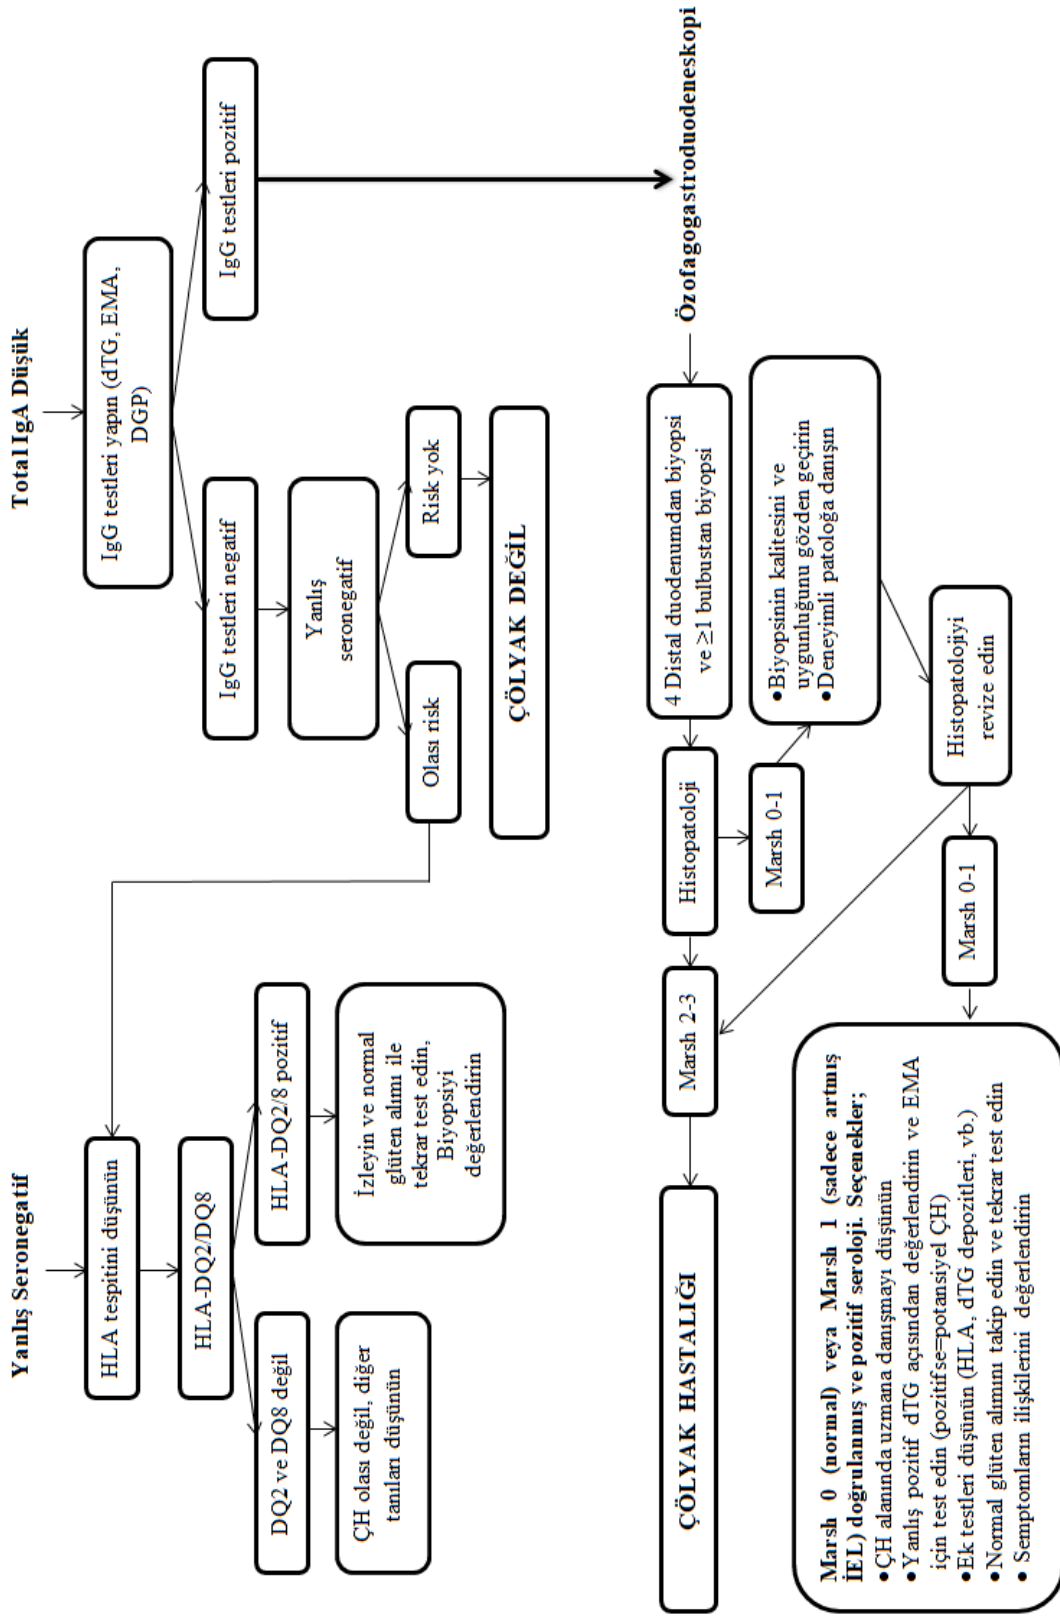 Yanlış Seronegatif
HLA tespitini düşünün
HLA-DQ2/DQ8
DQ2 ve DQ8 değil
HLA-DQ2/8 pozitif
ÇH olası değil, diğer
tanıları düşünün
İzleyin ve normal
glüten alımı ile
tekrar test edin,
Biyopsiyi
değerlendirin
Total IgA Düşük
IgG testleri yapın (dTG, EMA,
DGP)
IgG testleri negatif
IgG testleri pozitif
Yanlış
seronegatif
Olası risk
Risk yok
ÇÖLYAK DEĞİL
Özofagogastroduodeneskopi
4 Distal duodenumdan biyopsi
ve ≥1 bulbustan biyopsi
Histopatoloji
Marsh 2-3
ÇÖLYAK HASTALIĞI
Marsh 0-1
●Biyopsinin kalitesini ve
uygunluğunu gözden geçirin
●Deneyimli patoloğa danışın
Histopatolojiyi
revize edin
Marsh 0-1
Marsh 0 (normal) veya Marsh 1 (sadece artmış
İEL) doğrulanmış ve pozitif seroloji. Seçenekler;
●ÇH alanında uzmana danışmayı düşünün
●Yanlış pozitif dTG açısından değerlendirin ve EMA
için test edin (pozitifse=potansiyel ÇH)
●Ek testleri düşünün (HLA, dTG depozitleri, vb.)
●Normal glüten alımını takip edin ve tekrar test edin
● Semptomların ilişkilerini değerlendirin